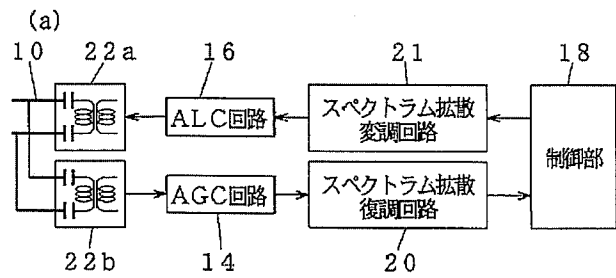 (a)
10 22a 16 21 18
ALC回路
スペクトラム拡散
変調回路
制御部
AGC回路
スペクトラム拡散
復調回路
22b 14 20